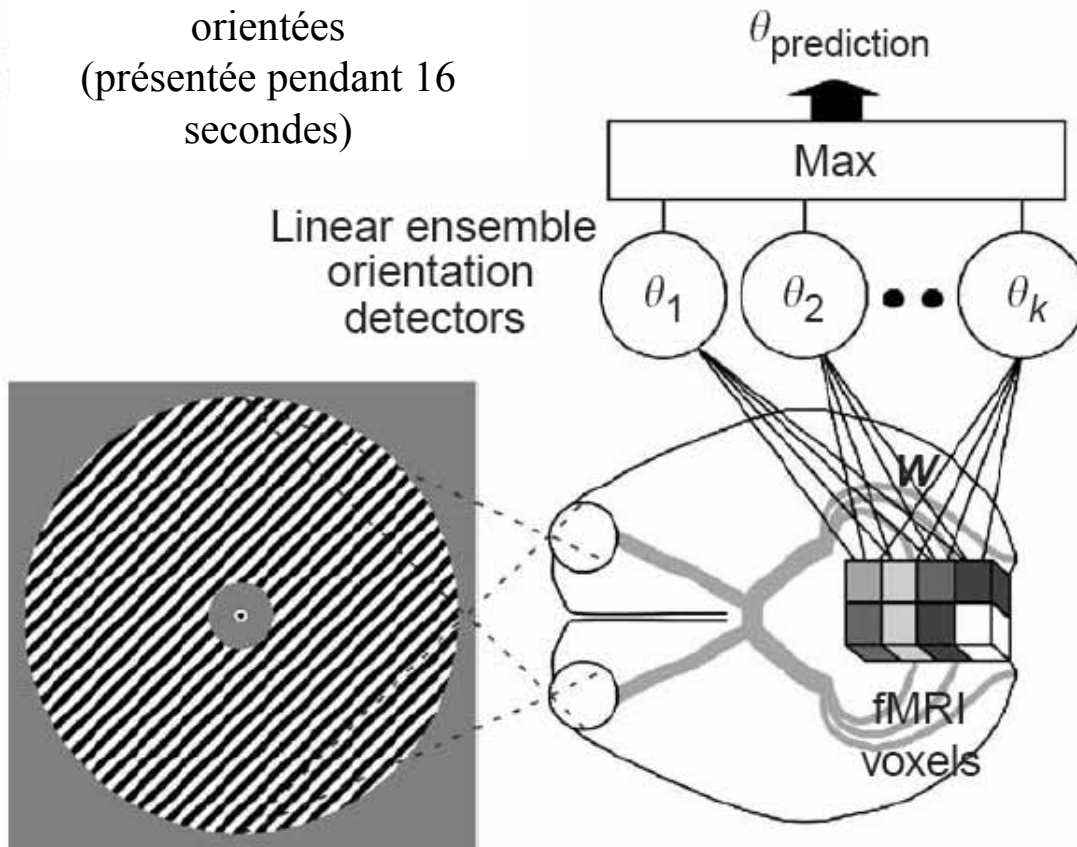 orientées
(présentée pendant 16
secondes)
θprediction
Max
Linear ensemble
orientation
detectors
θ1 θ2 θk
W
fMRI
voxels